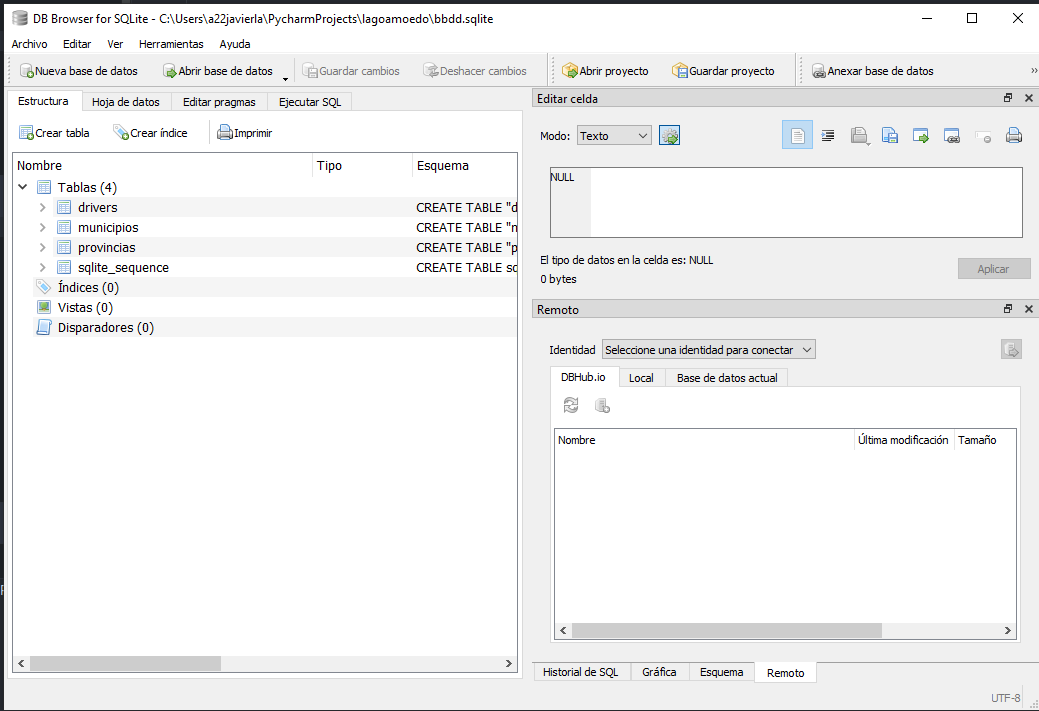 DB Browser for SQLite - C:\Users\a22javierla\PycharmProjects\lagoamoedo\bbdd.sqlite
Archivo Editar Ver Herramientas Ayuda
Nueva base de datos Abrir base de datos Guardar cambios Deshacer cambios Abrir proyecto Guardar proyecto Anexar base de datos »
Estructura Hoja de datos Editar pragmas Ejecutar SQL
Crear tabla Crear índice Imprimir
Nombre Tipo Esquema
Tablas (4)
drivers CREATE TABLE "d
municipios CREATE TABLE "m
provincias CREATE TABLE "p
sqlite_sequence CREATE TABLE sq
Índices (0)
Vistas (0)
Disparadores (0)
Editar celda
Modo: Texto
NULL
El tipo de datos en la celda es: NULL
0 bytes
Aplicar
Remoto
Identidad Seleccione una identidad para conectar
DBHub.io Local Base de datos actual
Nombre Última modificación Tamaño
Historial de SQL Gráfica Esquema Remoto
UTF-8